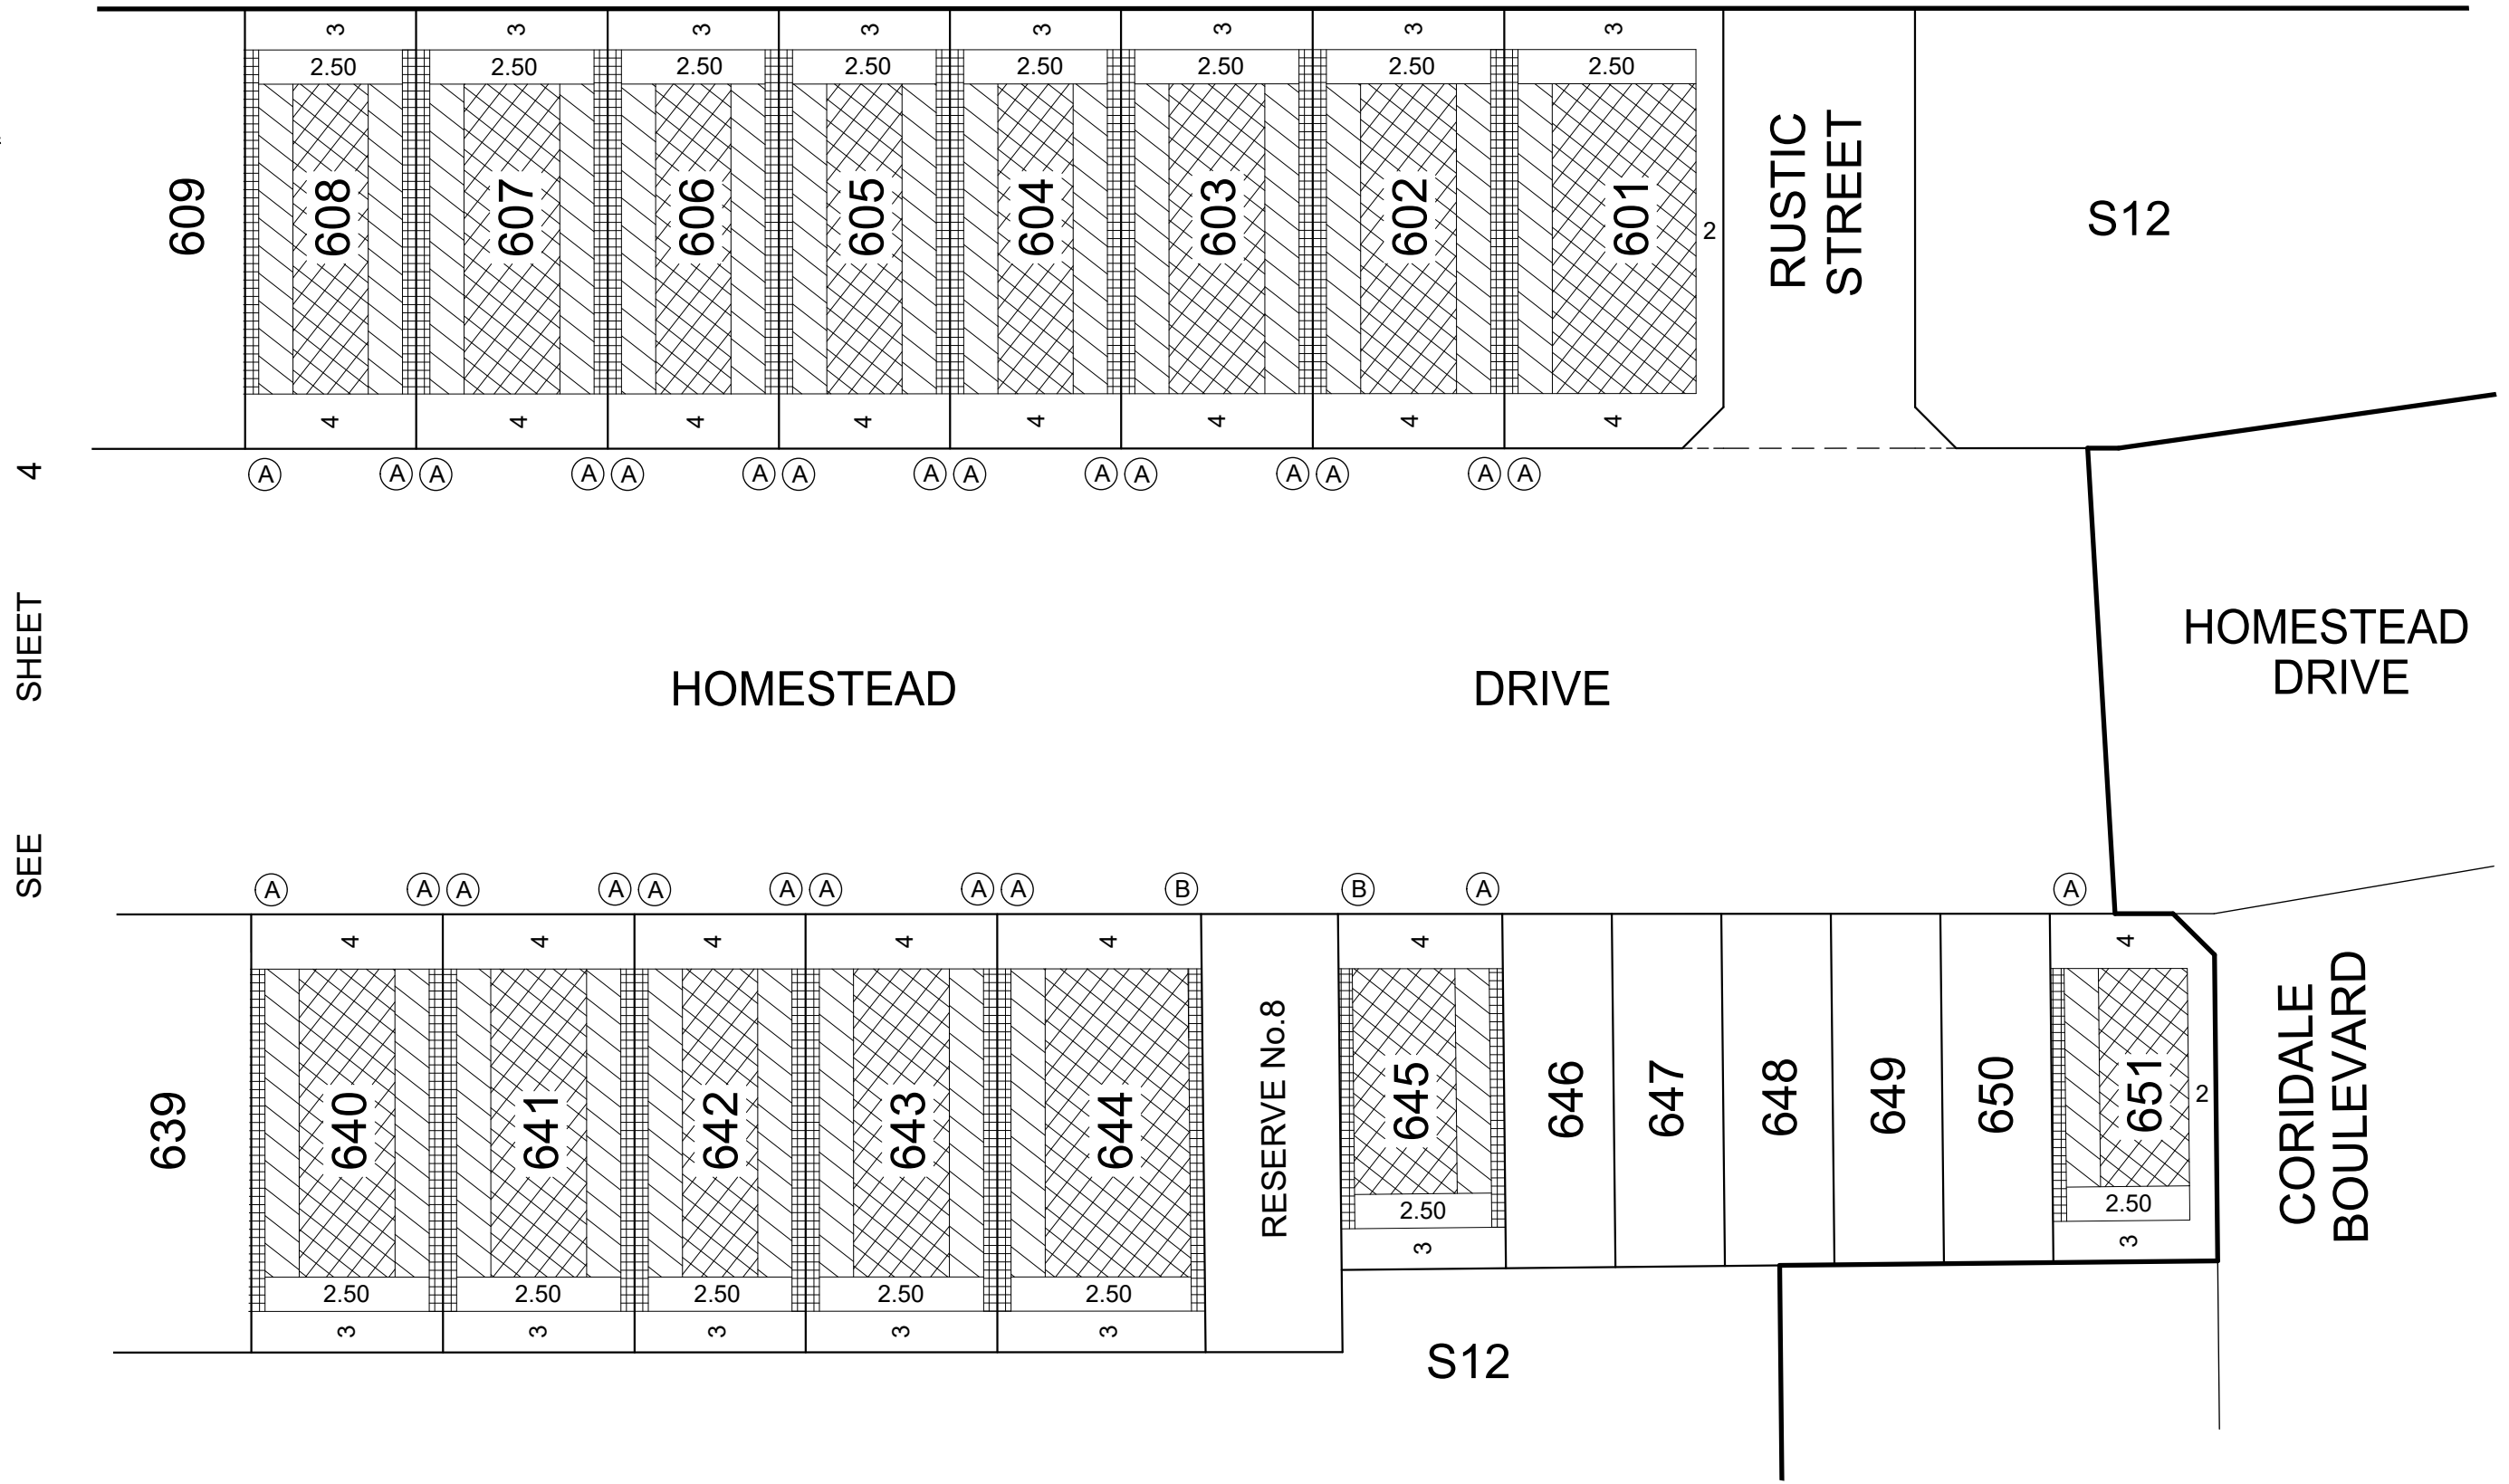 3 3 3 3 3 3 3 3
2.50 2.50 2.50 2.50 2.50 2.50 2.50 2.50
609 608 607 606 605 604 603 602 601 2
RUSTIC
STREET
S12
4 4 4 4 4 4 4 4
A A A A A A A A A A A A A A A
SEE SHEET 4
HOMESTEAD DRIVE
HOMESTEAD
DRIVE
A A A A A A A A A B B A A
4 4 4 4 4 4 4
639 640 641 642 643 644
RESERVE No.8
645 646 647 648 649 650 651 2
CORIDALE
BOULEVARD
2.50 2.50
3 3
2.50 2.50 2.50 2.50 2.50
3 3 3 3 3
S12